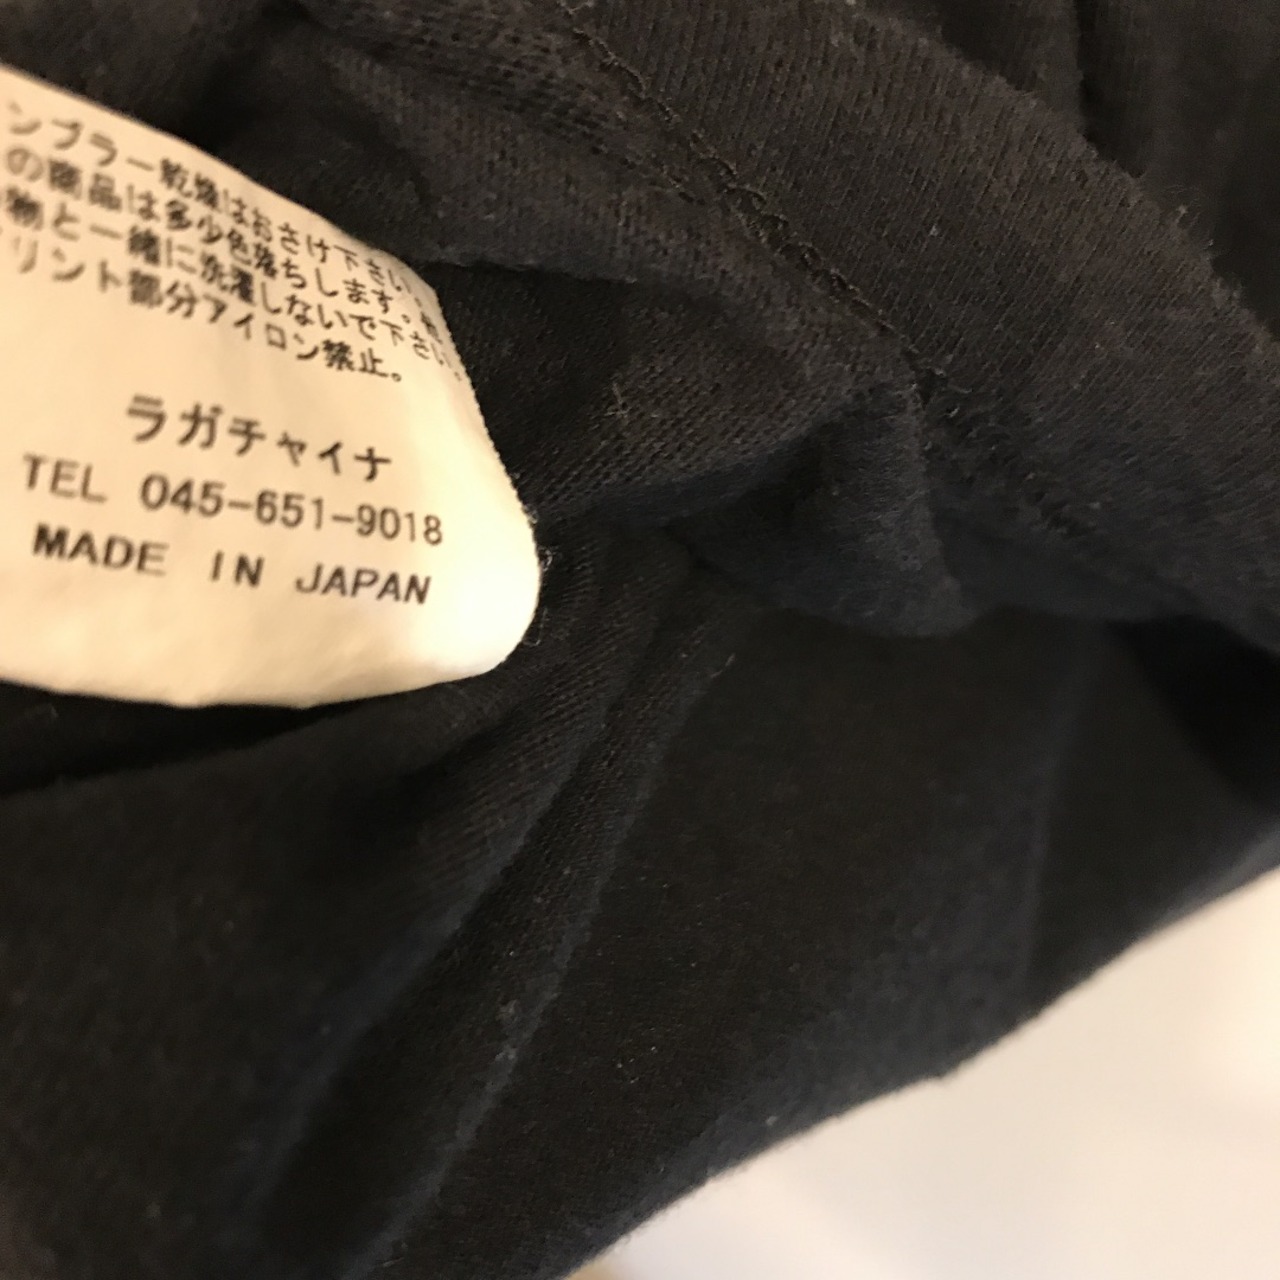 ンブラー乾燥はおさけ下さい。
の商品は多少色落ちします。他
物と一緒に洗濯しないで下さい。
リント部分アイロン禁止。
ラガチャイナ
TEL 045-651-9018
MADE IN JAPAN